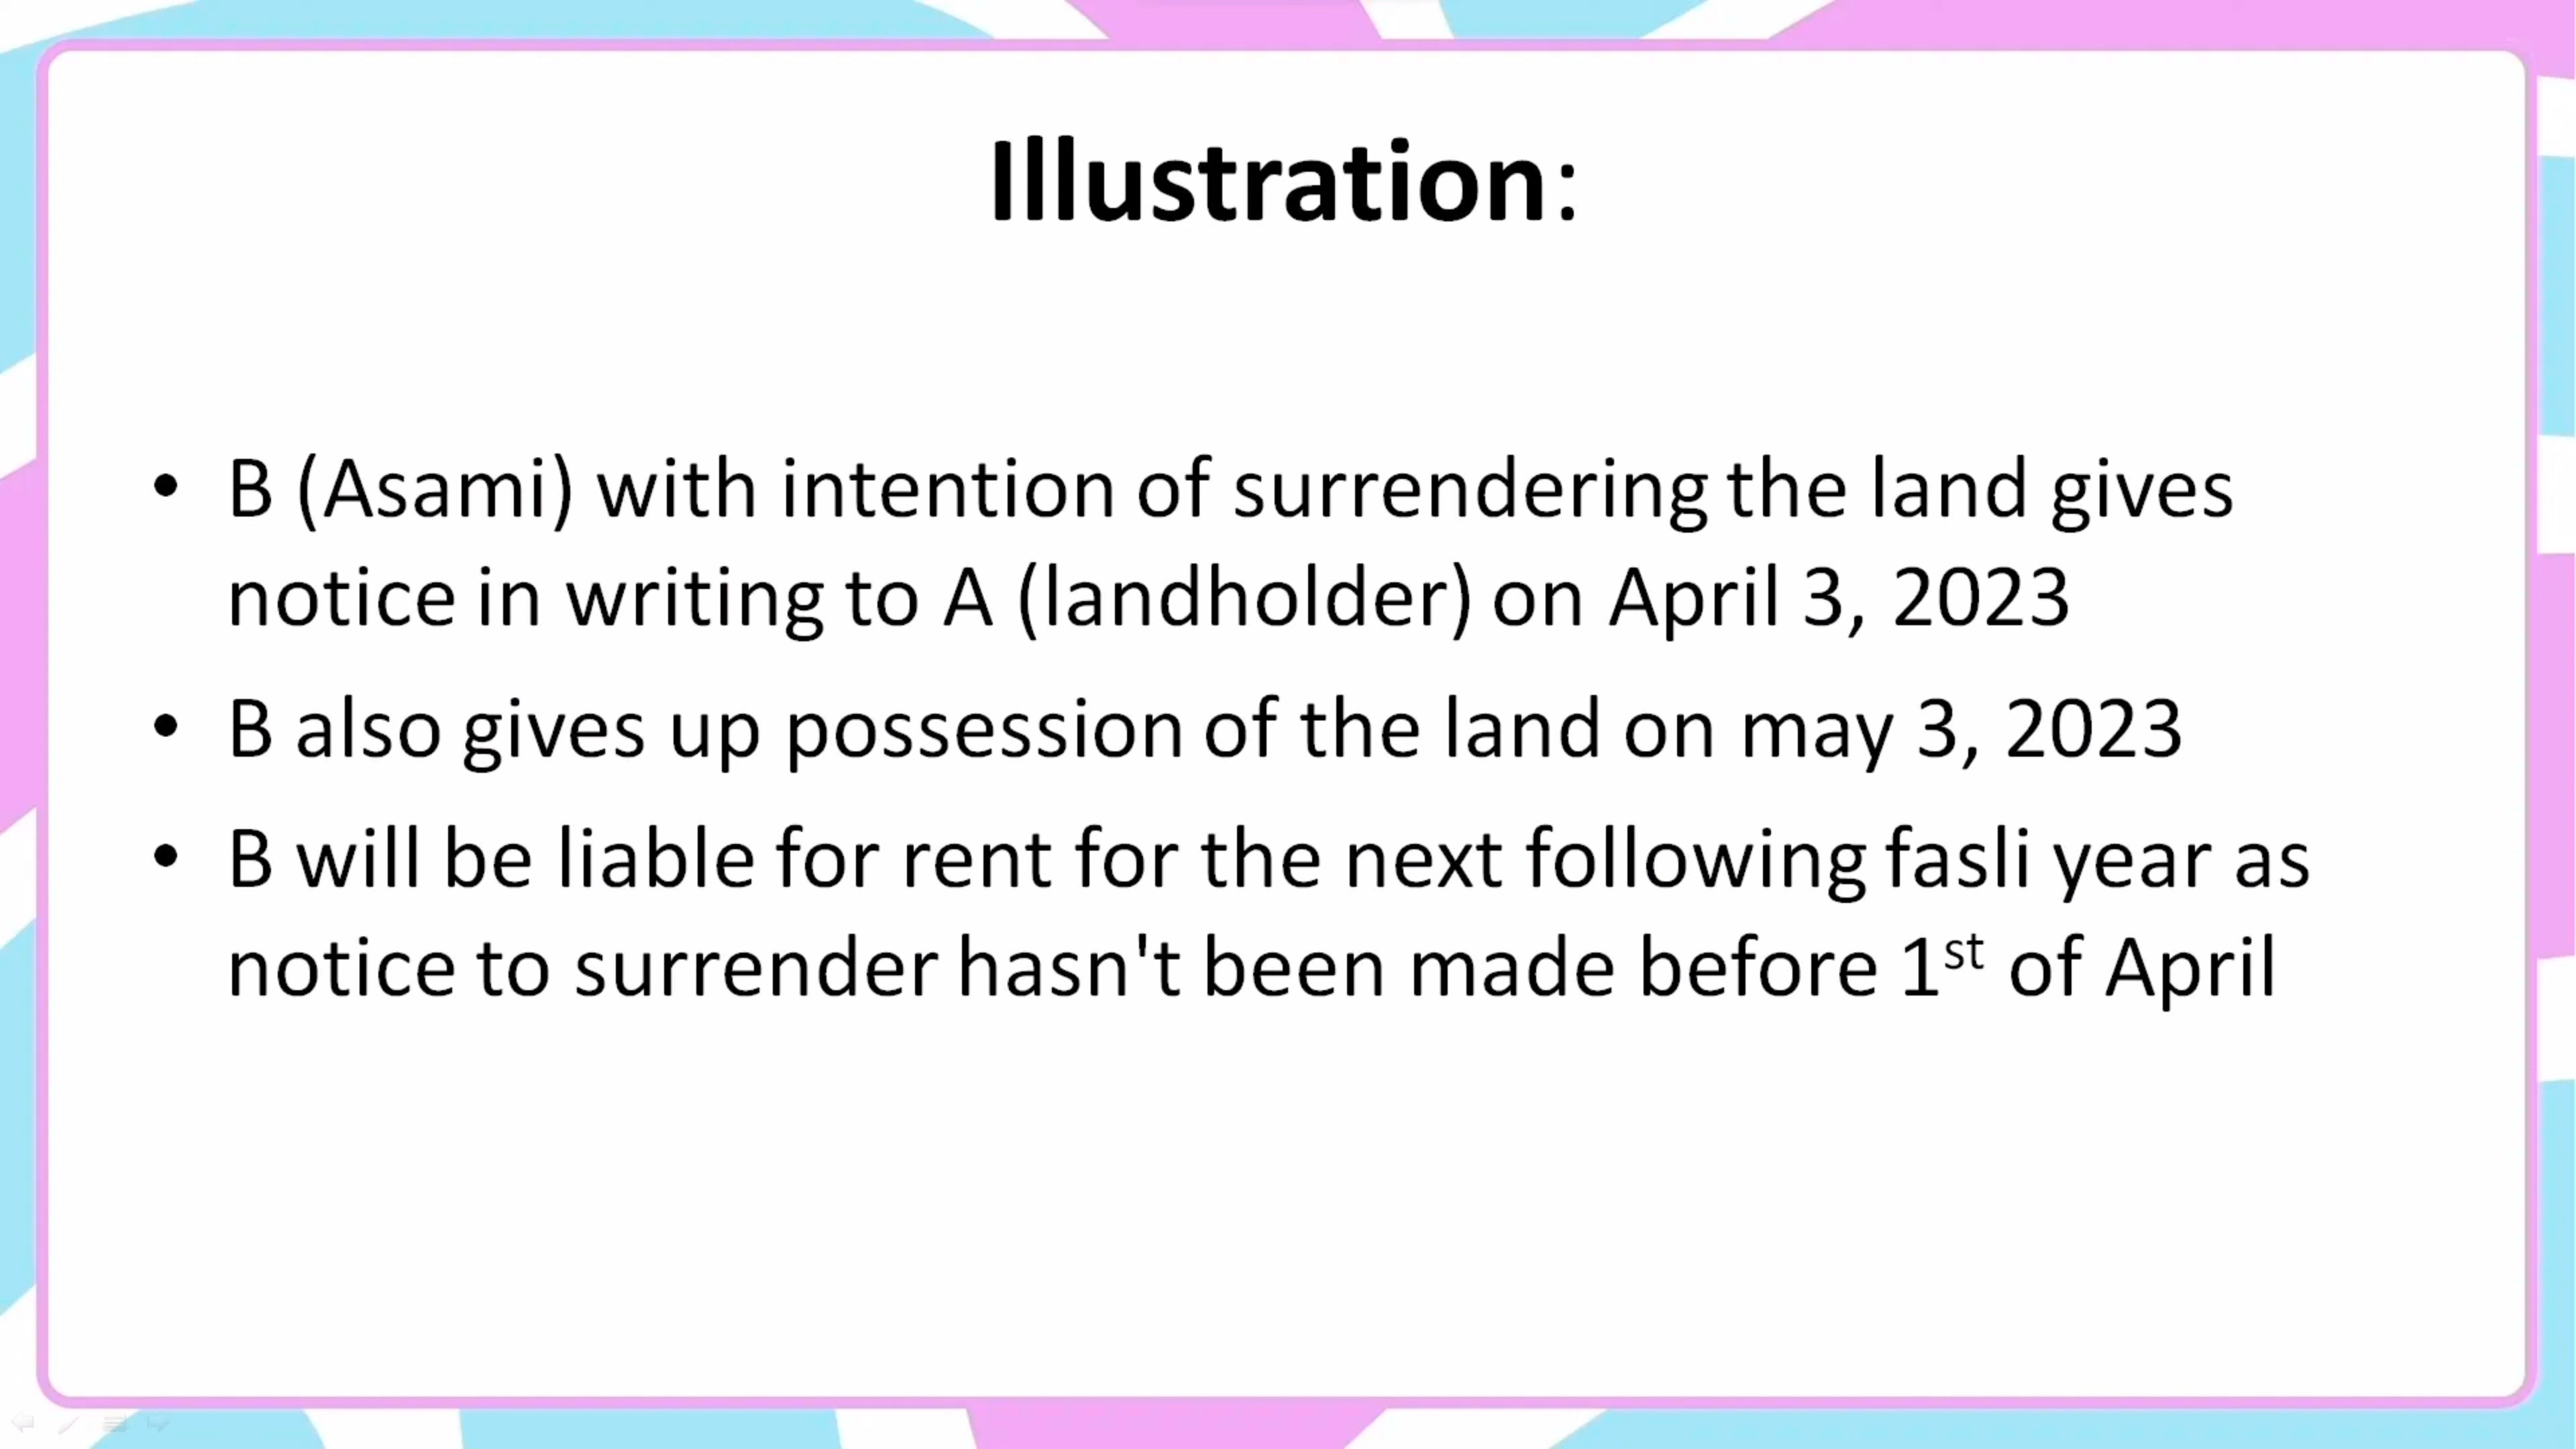 Illustration:
• B (Asami) with intention of surrendering the land gives
notice in writing to A (landholder) on April 3, 2023
• B also gives up possession of the land on may 3, 2023
• B will be liable for rent for the next following fasli year as
notice to surrender hasn't been made before 1st of April